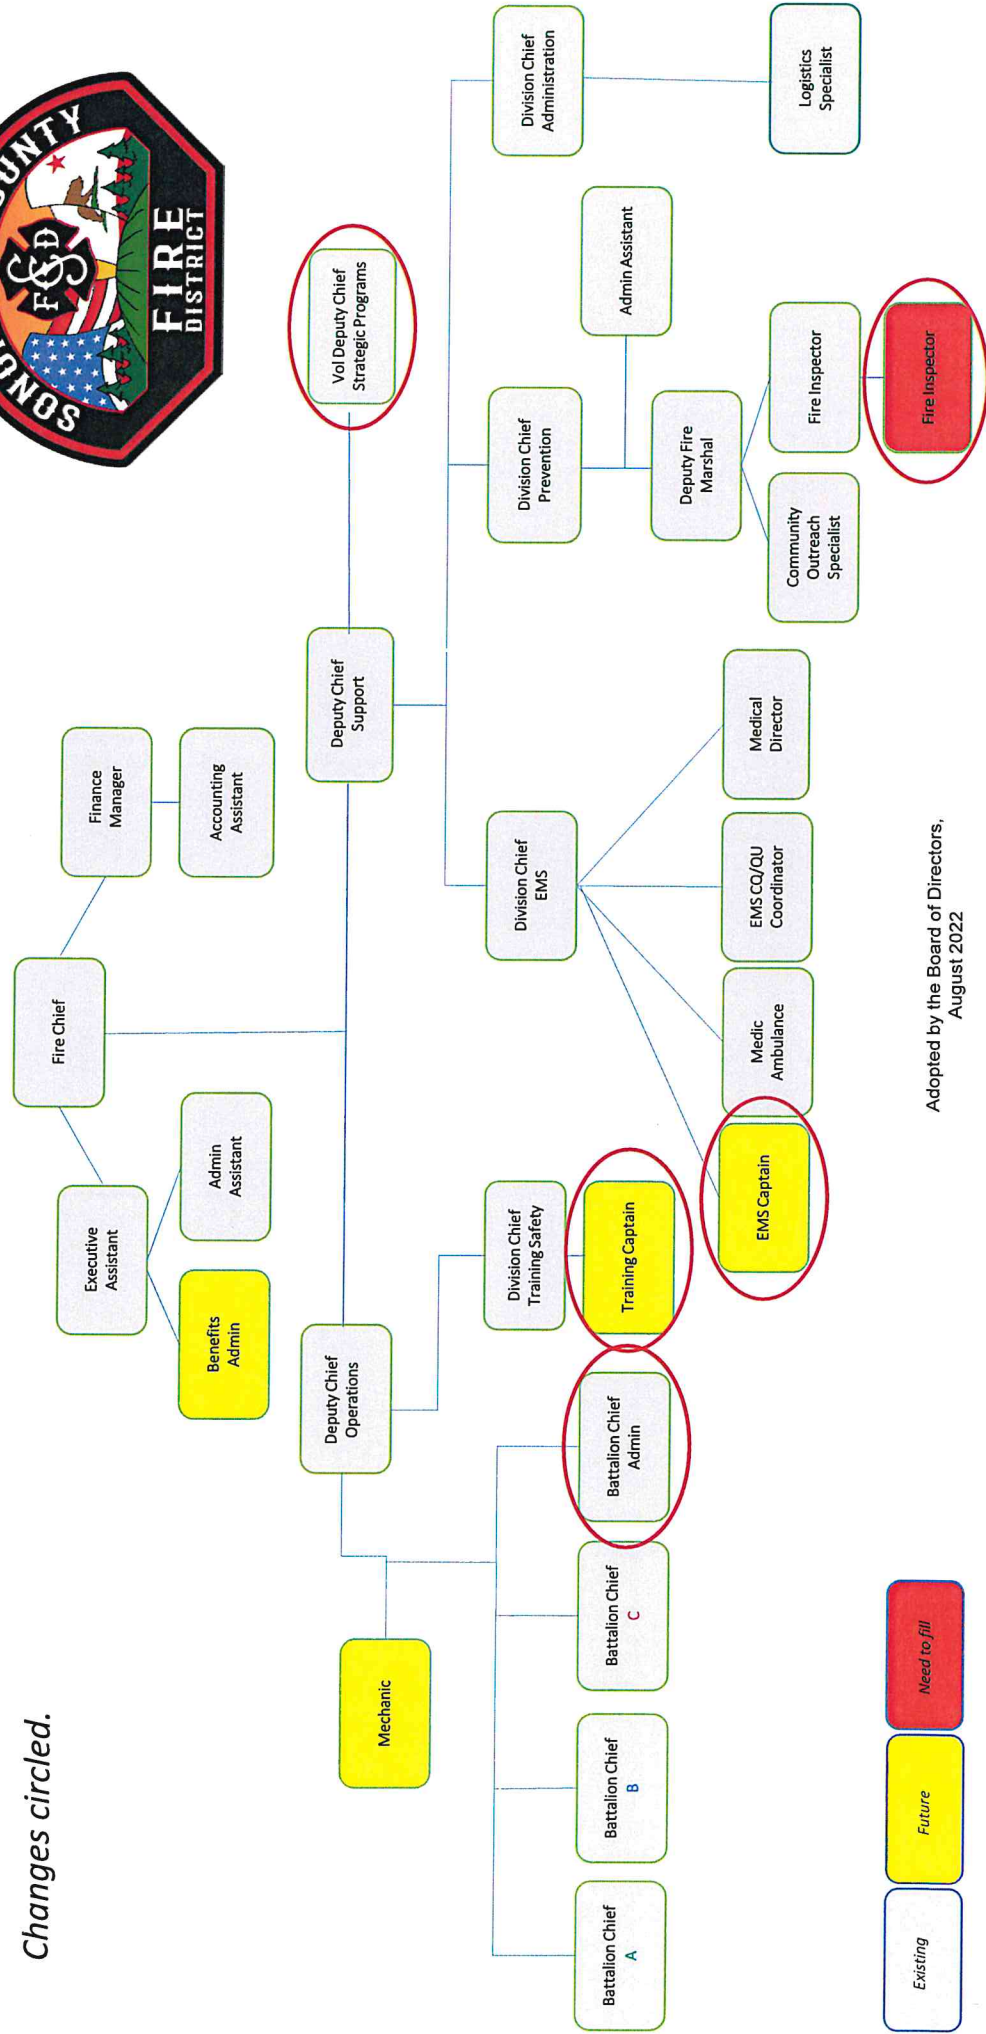 Changes circled.
SONO
UNTY
F S D
FIRE
DISTRICT
Fire Chief
Executive
Assistant
Finance
Manager
Benefits
Admin
Admin
Assistant
Accounting
Assistant
Deputy Chief
Operations
Deputy Chief
Support
Vol Deputy Chief
Strategic Programs
Mechanic
Division Chief
Training Safety
Division Chief
EMS
Division Chief
Prevention
Division Chief
Administration
Battalion Chief
A
Battalion Chief
B
Battalion Chief
C
Battalion Chief
Admin
Training Captain
Admin Assistant
EMS Captain
Medic
Ambulance
EMS CQ/QU
Coordinator
Medical
Director
Deputy Fire
Marshal
Community
Outreach
Specialist
Fire Inspector
Logistics
Specialist
Fire Inspector
Existing
Future
Need to fill
Adopted by the Board of Directors,
August 2022